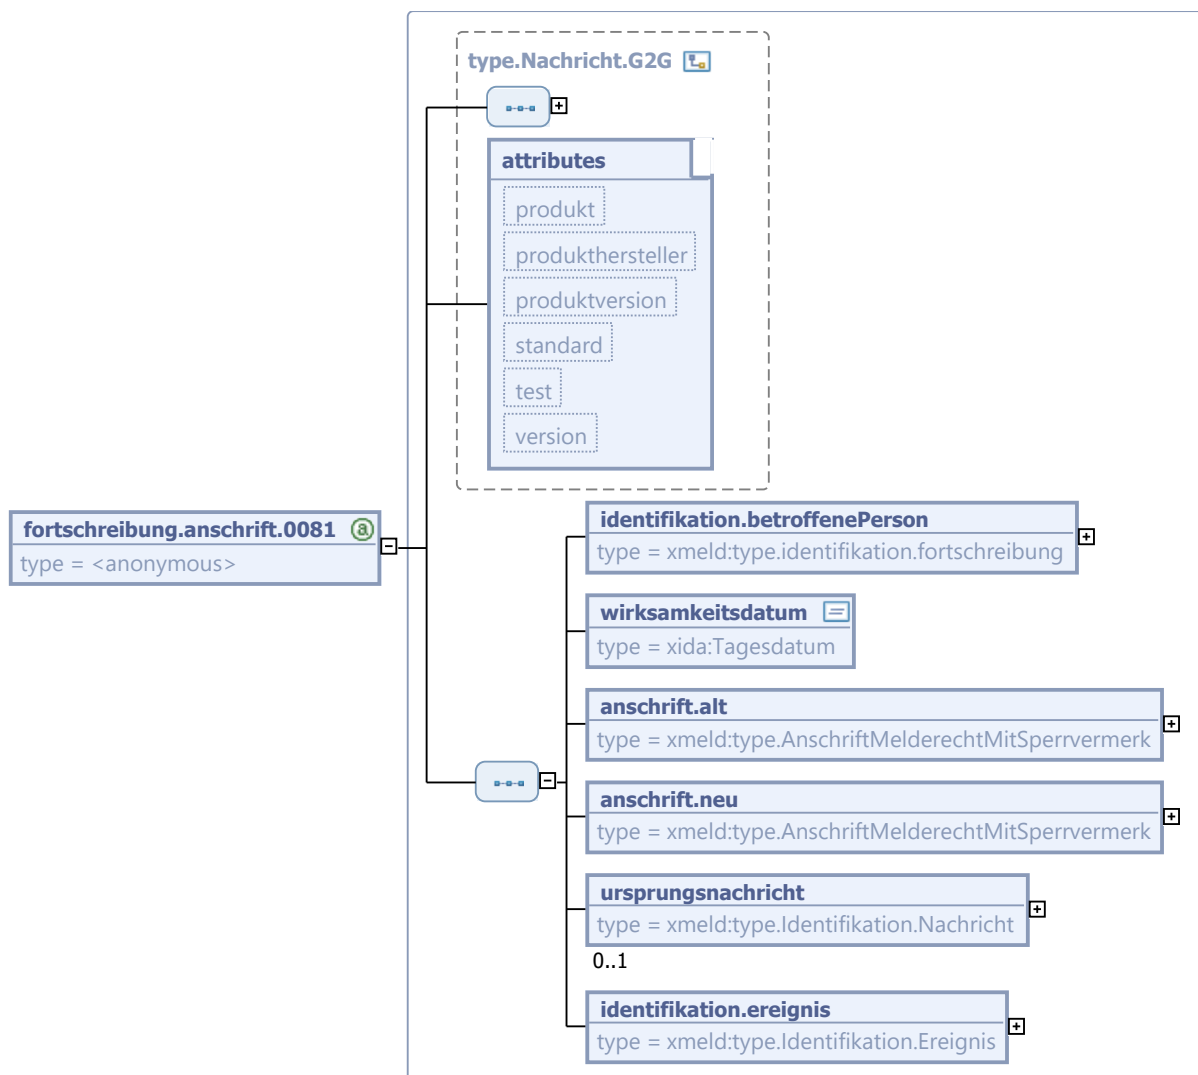 type.Nachricht.G2G
attributes
produkt
produkthersteller
produktversion
standard
test
version
fortschreibung.anschrift.0081
type = <anonymous>
identifikation.betroffenePerson
type = xmeld:type.identifikation.fortschreibung
wirksamkeitsdatum
type = xida:Tagesdatum
anschrift.alt
type = xmeld:type.AnschriftMelderechtMitSperrvermerk
anschrift.neu
type = xmeld:type.AnschriftMelderechtMitSperrvermerk
ursprungsnachricht
type = xmeld:type.Identifikation.Nachricht
0..1
identifikation.ereignis
type = xmeld:type.Identifikation.Ereignis